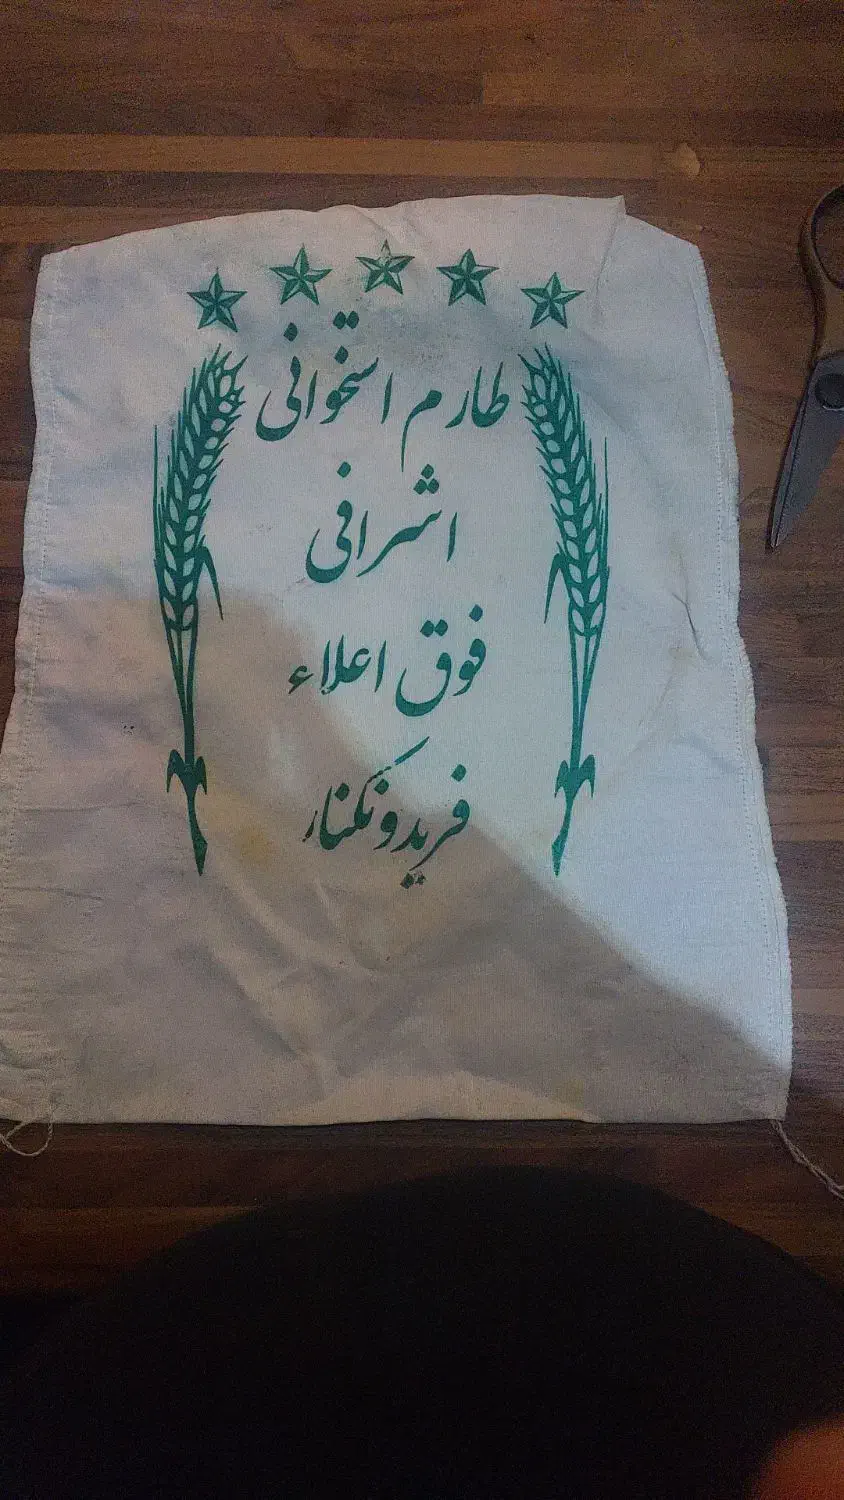 طارم استخوانی
اشرافی
فوق اعلاء
فریدونکنار